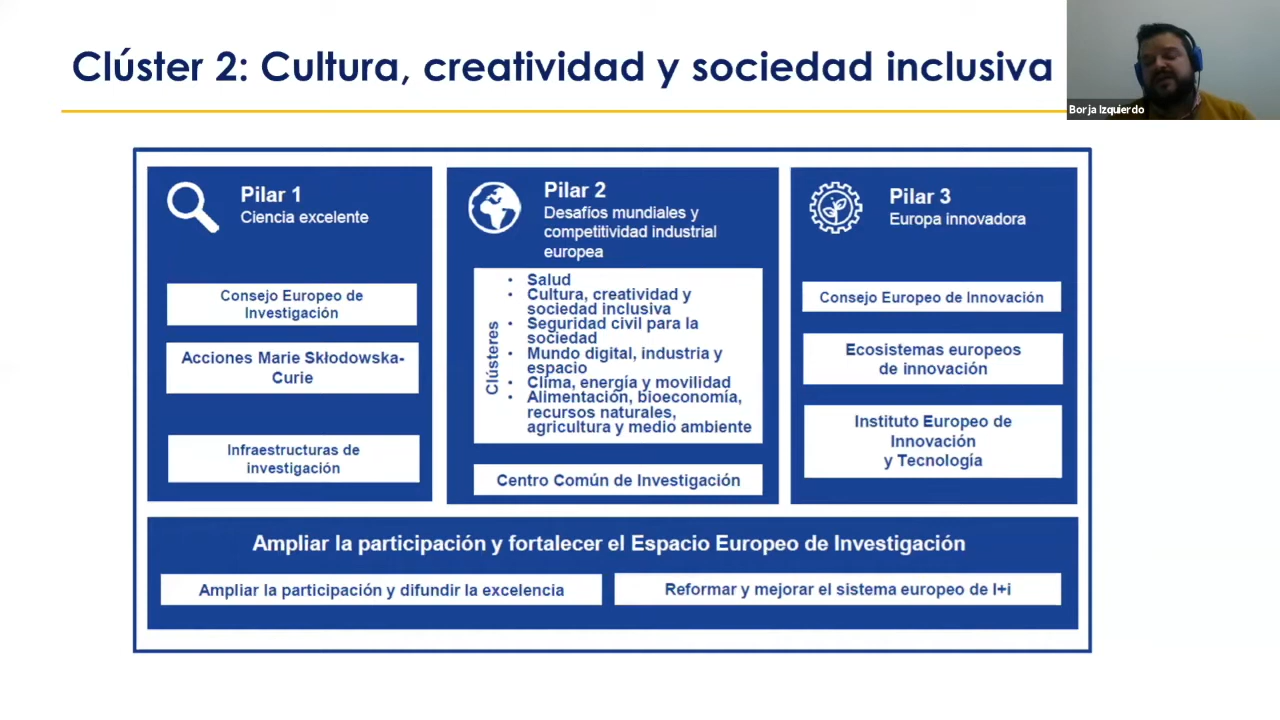 Clúster 2: Cultura, creatividad y sociedad inclusiva
Borja Izquierdo
Pilar 1
Ciencia excelente
Consejo Europeo de
Investigación
Acciones Marie Skłodowska-
Curie
Infraestructuras de
investigación
Pilar 2
Desafíos mundiales y
competitividad industrial
europea
Clústeres
• Salud
• Cultura, creatividad y
sociedad inclusiva
• Seguridad civil para la
sociedad
• Mundo digital, industria y
espacio
• Clima, energía y movilidad
• Alimentación, bioeconomía,
recursos naturales,
agricultura y medio ambiente
Centro Común de Investigación
Pilar 3
Europa innovadora
Consejo Europeo de Innovación
Ecosistemas europeos
de innovación
Instituto Europeo de
Innovación
y Tecnología
Ampliar la participación y fortalecer el Espacio Europeo de Investigación
Ampliar la participación y difundir la excelencia
Reformar y mejorar el sistema europeo de I+i